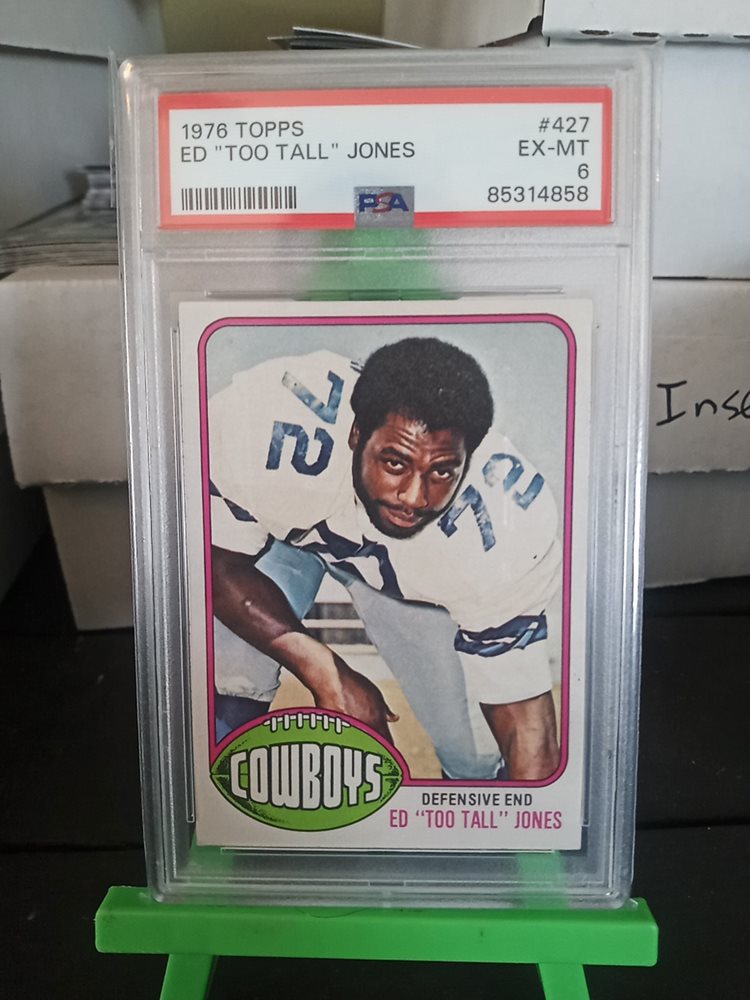 1976 TOPPS
ED "TOO TALL" JONES
#427
EX-MT
6
85314858
PSA
72
72
COWBOYS
DEFENSIVE END
ED "TOO TALL" JONES